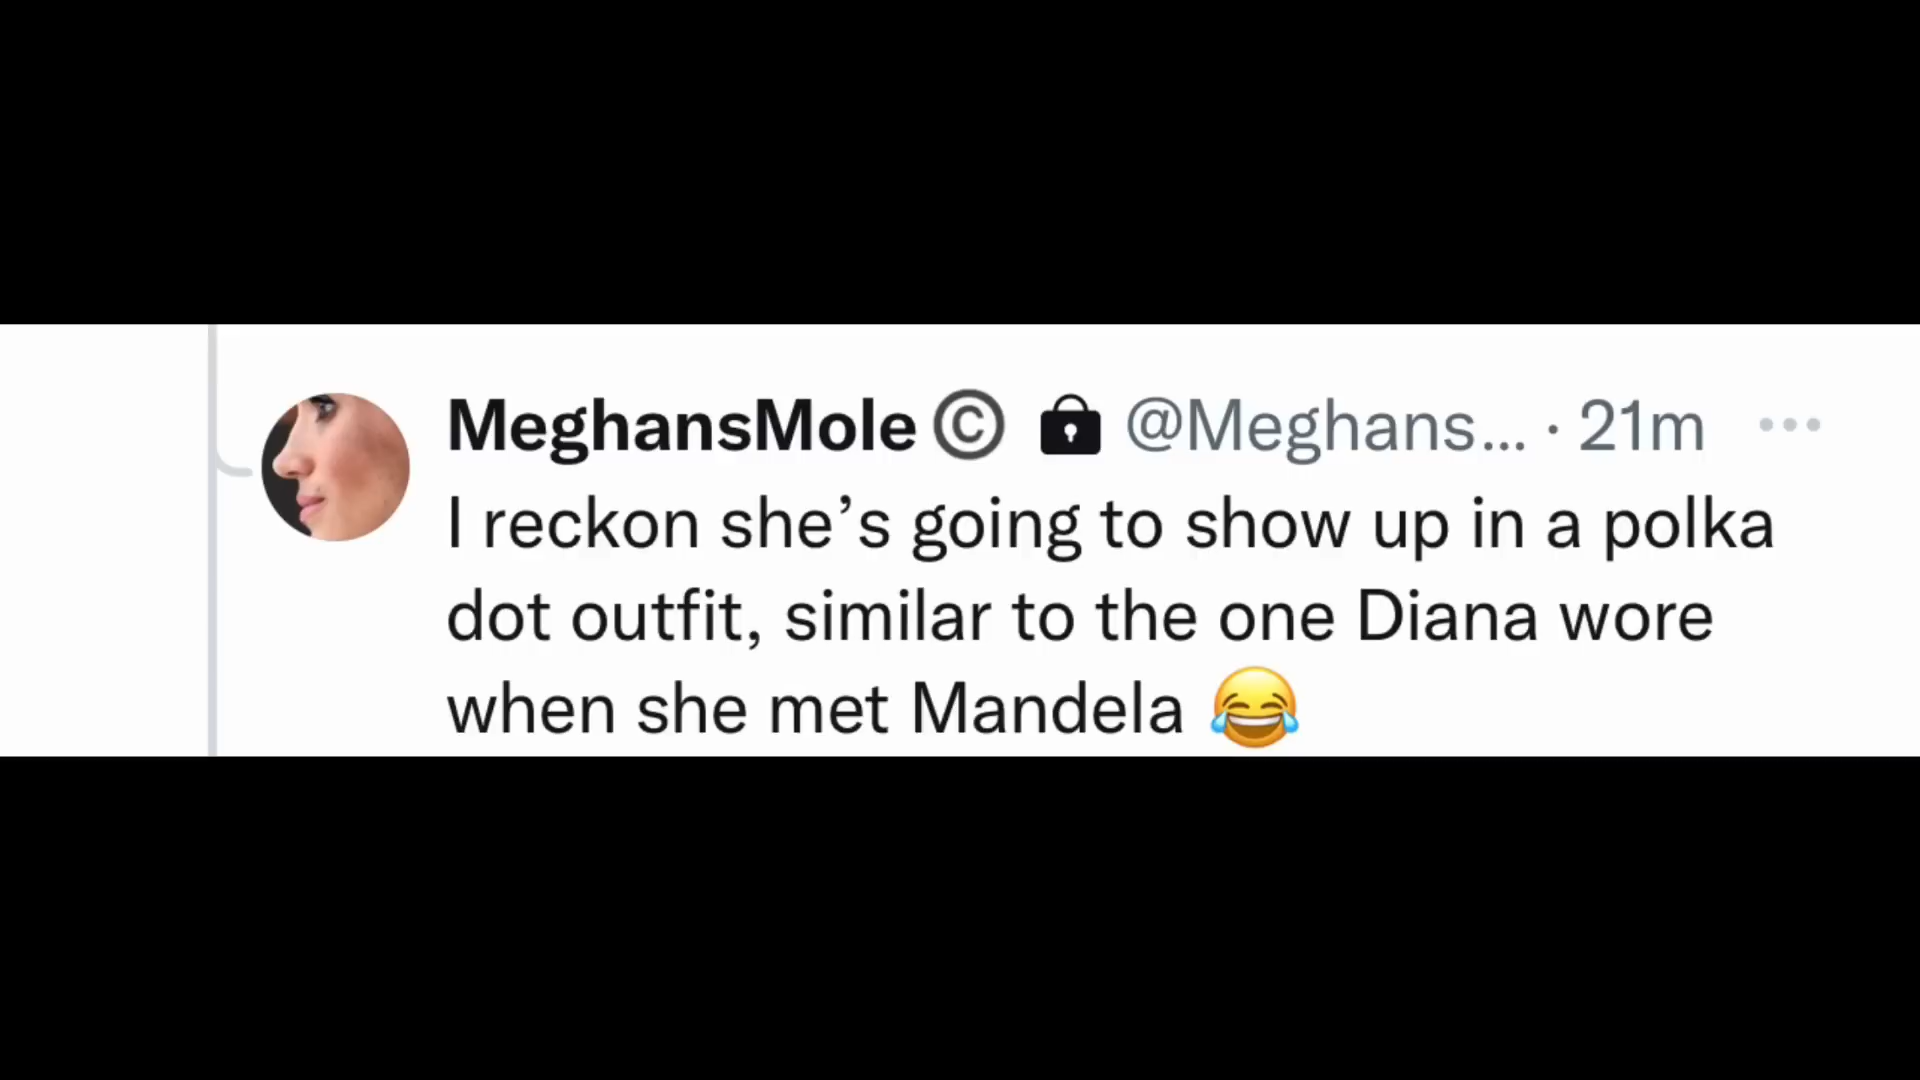 MeghansMole © 🔒 @Meghans... · 21m ...
I reckon she’s going to show up in a polka
dot outfit, similar to the one Diana wore
when she met Mandela 😂